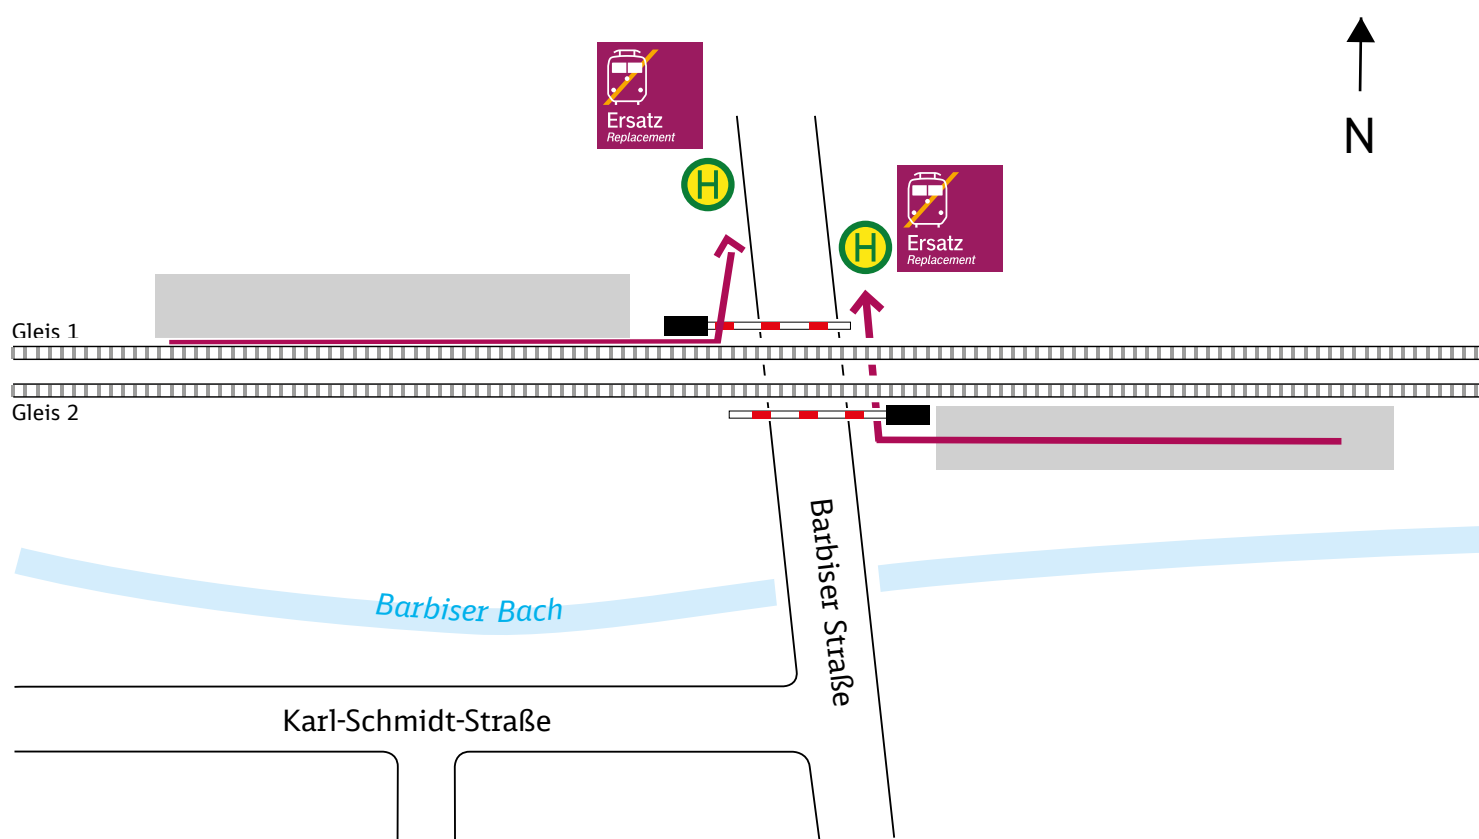 Ersatz
Replacement
H
N
Ersatz
Replacement
H
Gleis 1
Gleis 2
Barbiser Straße
Barbiser Bach
Karl-Schmidt-Straße